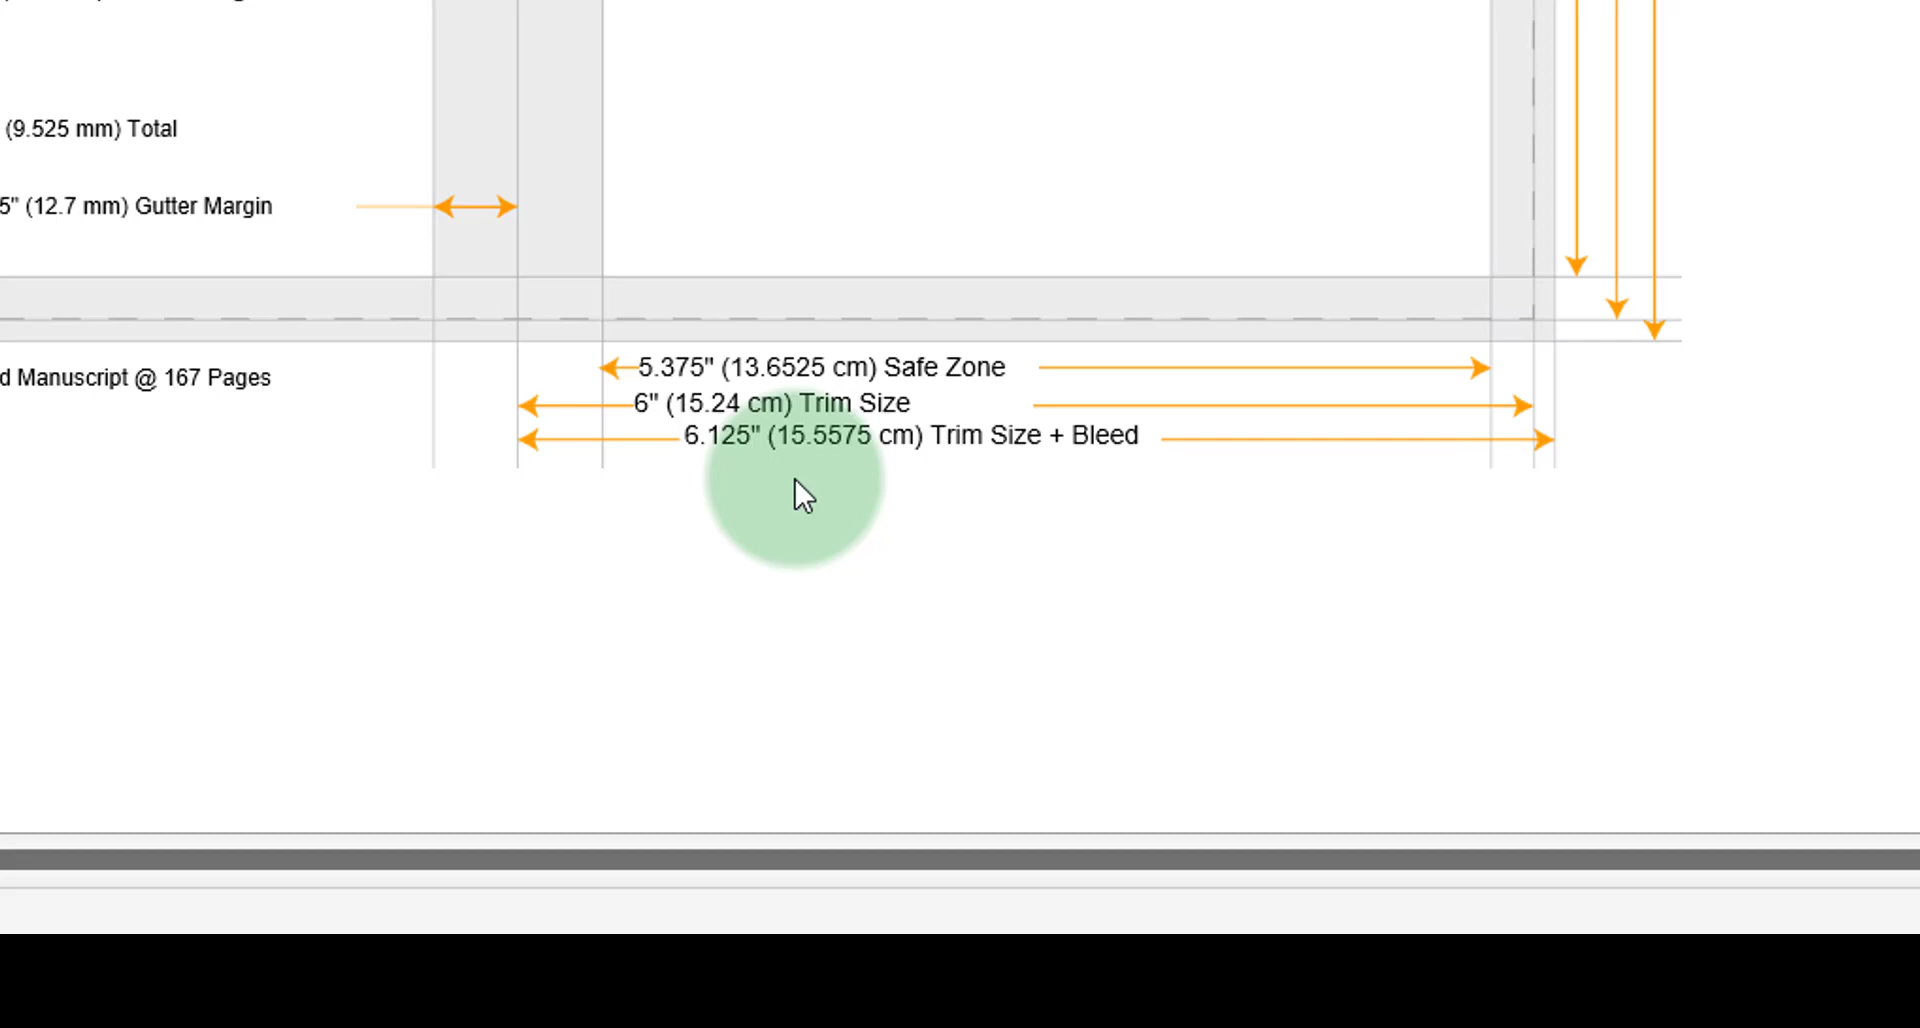 (9.525 mm) Total
5" (12.7 mm) Gutter Margin
d Manuscript @ 167 Pages
5.375" (13.6525 cm) Safe Zone
6" (15.24 cm) Trim Size
6.125" (15.5575 cm) Trim Size + Bleed